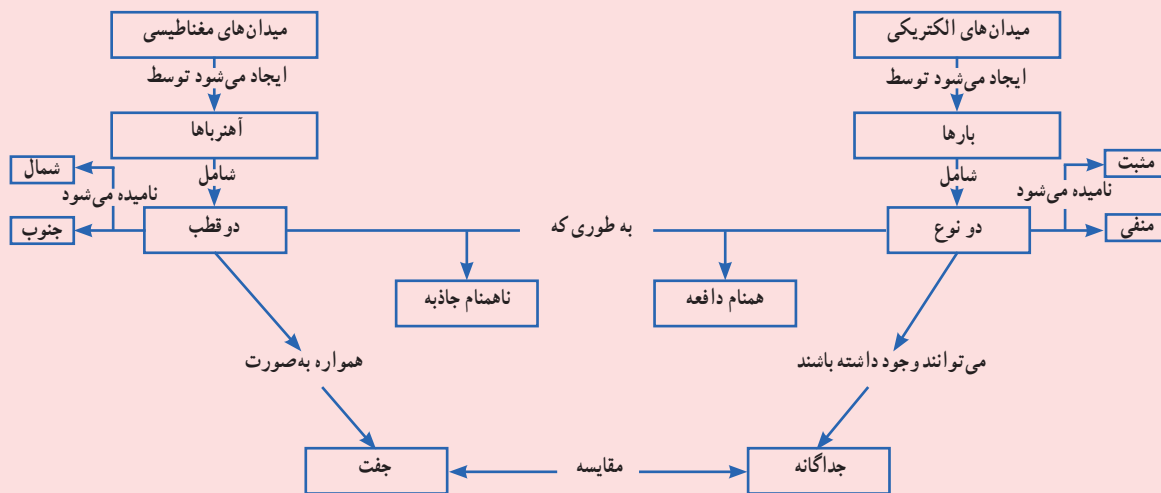 میدان‌های الکتریکی
ایجاد می‌شود توسط
بارها
شامل
دو نوع
نامیده می‌شود
مثبت
منفی
میدان‌های مغناطیسی
ایجاد می‌شود توسط
آهنرباها
شامل
دو قطب
نامیده می‌شود
شمال
جنوب
به طوری که
همنام دافعه
ناهمنام جاذبه
می‌توانند وجود داشته باشند
همواره به‌صورت
جداگانه
مقایسه
جفت